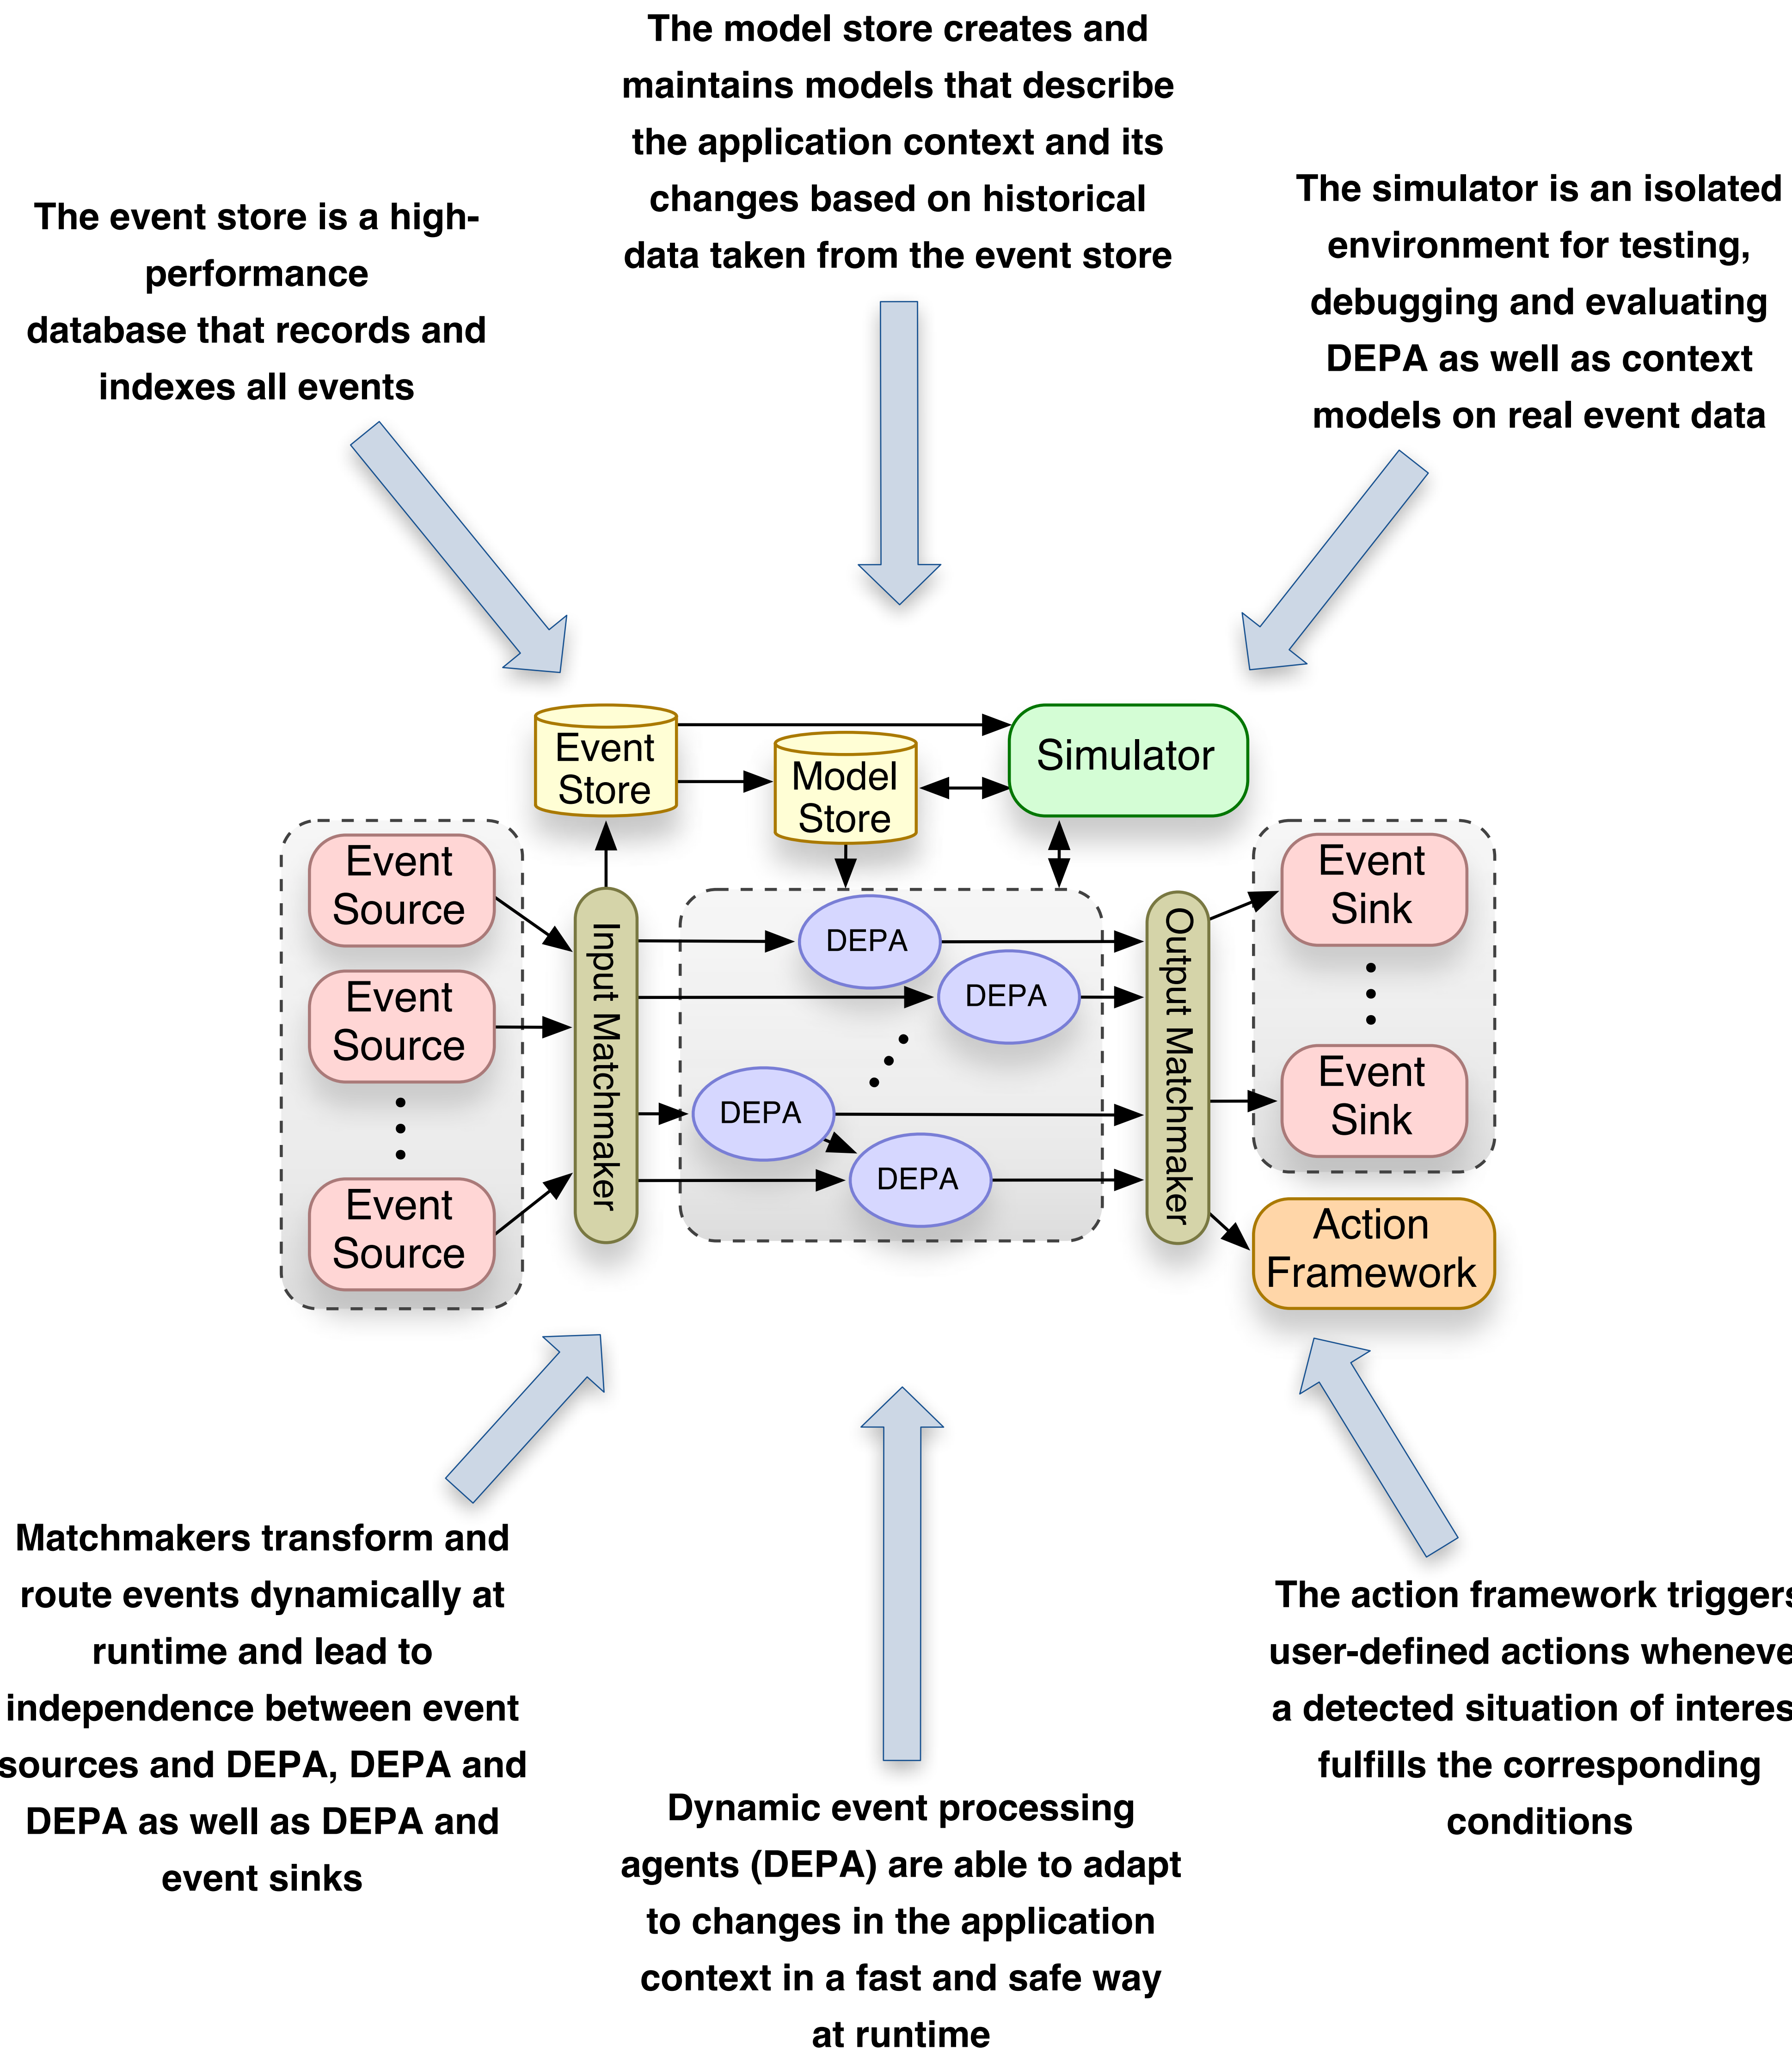 The model store creates and
maintains models that describe
the application context and its
changes based on historical
data taken from the event store
The event store is a high-
performance
database that records and
indexes all events
The simulator is an isolated
environment for testing,
debugging and evaluating
DEPA as well as context
models on real event data
Event
Store
Model
Store
Simulator
Event
Source
Event
Source
Event
Source
Input Matchmaker
DEPA
DEPA
DEPA
DEPA
Output Matchmaker
Event
Sink
Event
Sink
Action
Framework
Matchmakers transform and
route events dynamically at
runtime and lead to
independence between event
sources and DEPA, DEPA and
DEPA as well as DEPA and
event sinks
Dynamic event processing
agents (DEPA) are able to adapt
to changes in the application
context in a fast and safe way
at runtime
The action framework triggers
user-defined actions wheneve
a detected situation of interes
fulfills the corresponding
conditions